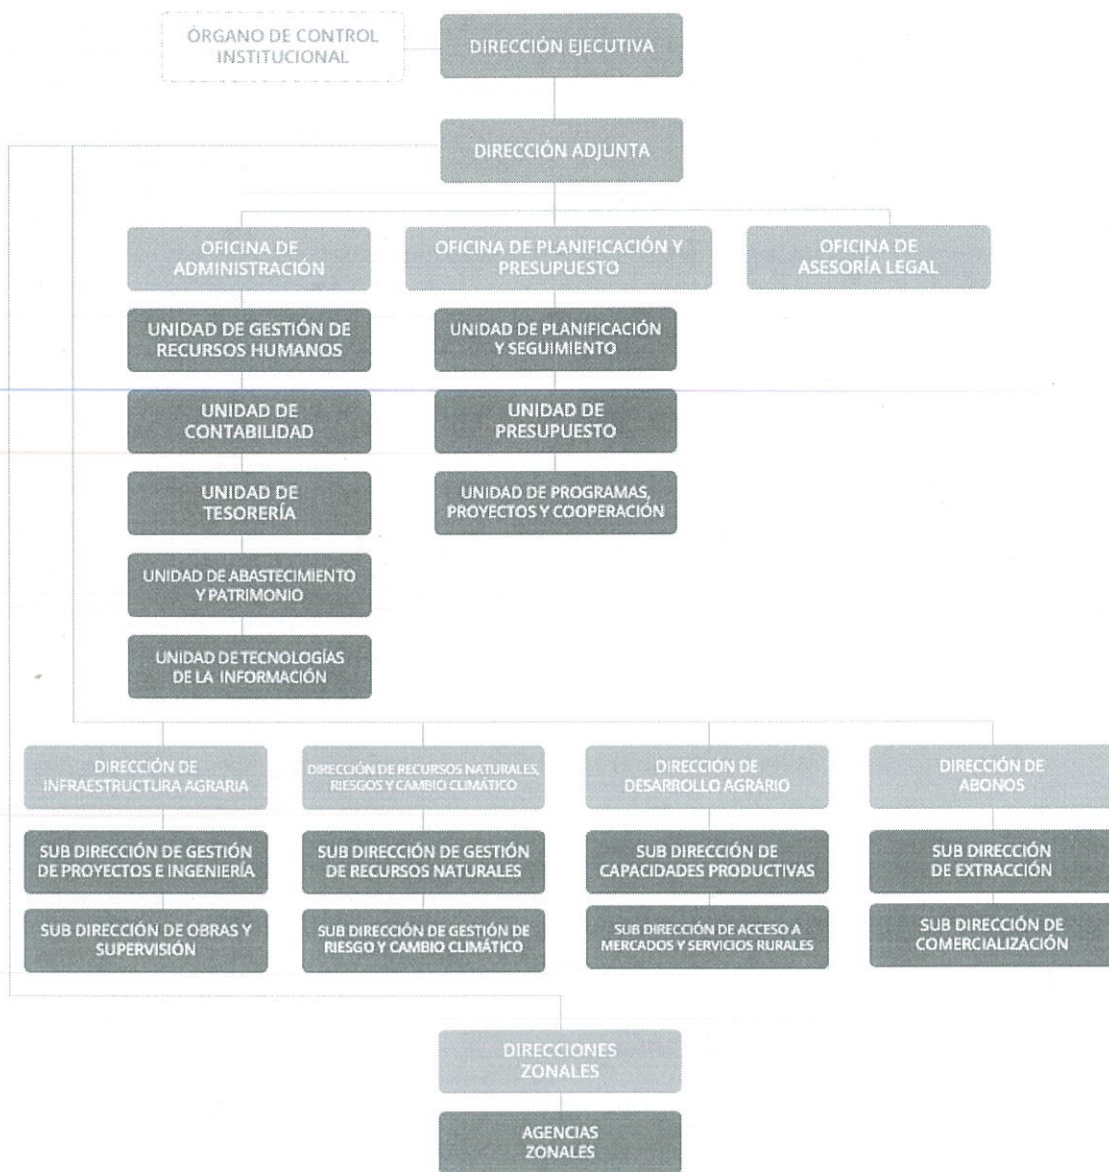 ÓRGANO DE CONTROL
INSTITUCIONAL
DIRECCIÓN EJECUTIVA
DIRECCIÓN ADJUNTA
OFICINA DE
ADMINISTRACIÓN
OFICINA DE PLANIFICACIÓN Y
PRESUPUESTO
OFICINA DE
ASESORÍA LEGAL
UNIDAD DE GESTIÓN DE
RECURSOS HUMANOS
UNIDAD DE PLANIFICACIÓN
Y SEGUIMIENTO
UNIDAD DE
CONTABILIDAD
UNIDAD DE
PRESUPUESTO
UNIDAD DE
TESORERÍA
UNIDAD DE PROGRAMAS,
PROYECTOS Y COOPERACIÓN
UNIDAD DE ABASTECIMIENTO
Y PATRIMONIO
UNIDAD DE TECNOLOGÍAS
DE LA INFORMACIÓN
DIRECCIÓN DE
INFRAESTRUCTURA AGRARIA
DIRECCIÓN DE RECURSOS NATURALES,
RIESGOS Y CAMBIO CLIMÁTICO
DIRECCIÓN DE
DESARROLLO AGRARIO
DIRECCIÓN DE
ABONOS
SUB DIRECCIÓN DE GESTIÓN
DE PROYECTOS E INGENIERÍA
SUB DIRECCIÓN DE GESTIÓN
DE RECURSOS NATURALES
SUB DIRECCIÓN DE
CAPACIDADES PRODUCTIVAS
SUB DIRECCIÓN
DE EXTRACCIÓN
SUB DIRECCIÓN DE OBRAS Y
SUPERVISIÓN
SUB DIRECCIÓN DE GESTIÓN DE
RIESGO Y CAMBIO CLIMÁTICO
SUB DIRECCIÓN DE ACCESO A
MERCADOS Y SERVICIOS RURALES
SUB DIRECCIÓN DE
COMERCIALIZACIÓN
DIRECCIONES
ZONALES
AGENCIAS
ZONALES